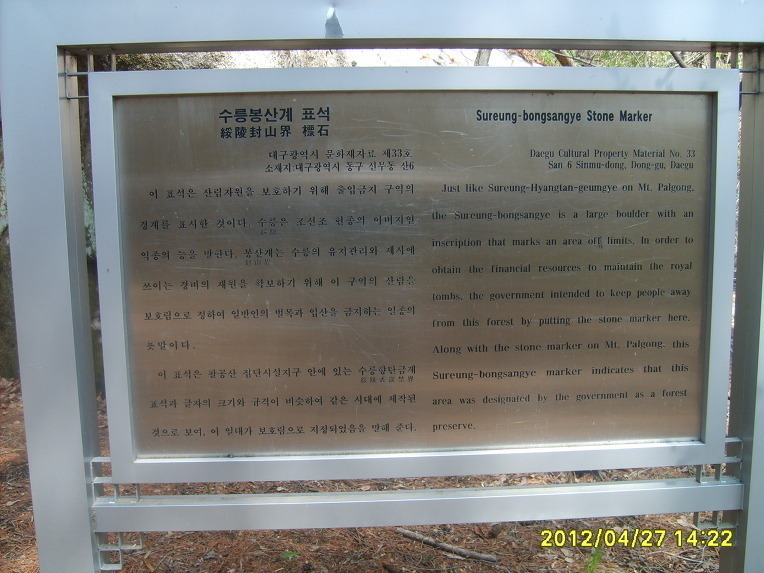 수릉봉산계 표석
綏陵封山界 標石
대구광역시 문화재자료 제33호
소재지:대구광역시 동구 신무동 산6
이 표석은 산림자원을 보호하기 위해 출입금지 구역의
경계를 표시한 것이다. 수릉은 조선조 헌종의 아버지인
綏陵
익종의 능을 말한다. 봉산계는 수릉의 유지관리와 제사에
封山界
쓰이는 경비의 재원을 확보하기 위해 이 구역의 산림을
보호림으로 정하여 일반인의 벌목과 입산을 금지하는 일종의
푯말이다.
이 표석은 팔공산 집단시설지구 안에 있는 수릉향탄금계
綏陵香炭禁界
표석과 글자의 크기와 규격이 비슷하여 같은 시대에 제작된
것으로 보여, 이 일대가 보호림으로 지정되었음을 말해 준다.
Sureung-bongsangye Stone Marker
Daegu Cultural Property Material No. 33
San 6 Sinmu-dong, Dong-gu, Daegu
Just like Sureung-Hyangtan-geumgye on Mt. Palgong,
the Sureung-bongsangye is a large boulder with an
inscription that marks an area off limits. In order to
obtain the financial resources to maintain the royal
tombs, the government intended to keep people away
from this forest by putting the stone marker here.
Along with the stone marker on Mt. Palgong, this
Sureung-bongsangye marker indicates that this
area was designated by the government as a forest
preserve.
2012/04/27 14:22